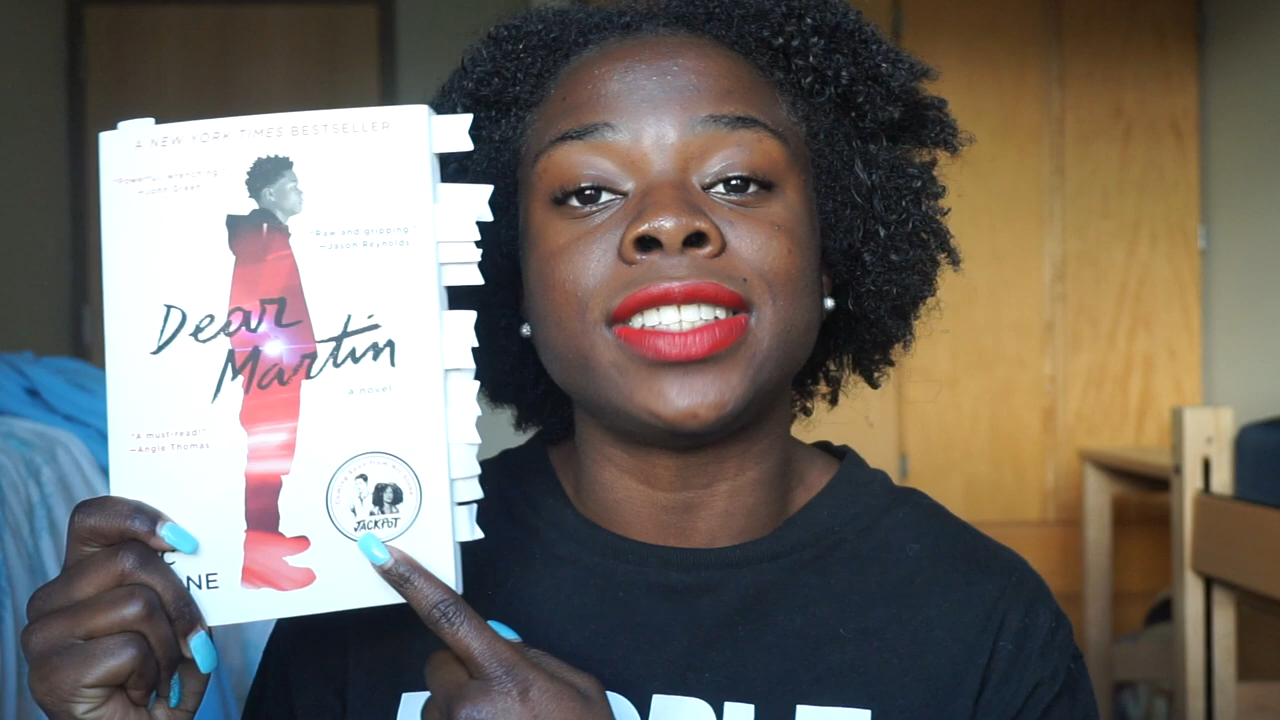 A NEW YORK TIMES BESTSELLER
"Powerful, wrenching."
—John Green
"Raw and gripping."
—Jason Reynolds
Dear
Martin
a novel
"A must-read!"
—Angie Thomas
JACKPOT